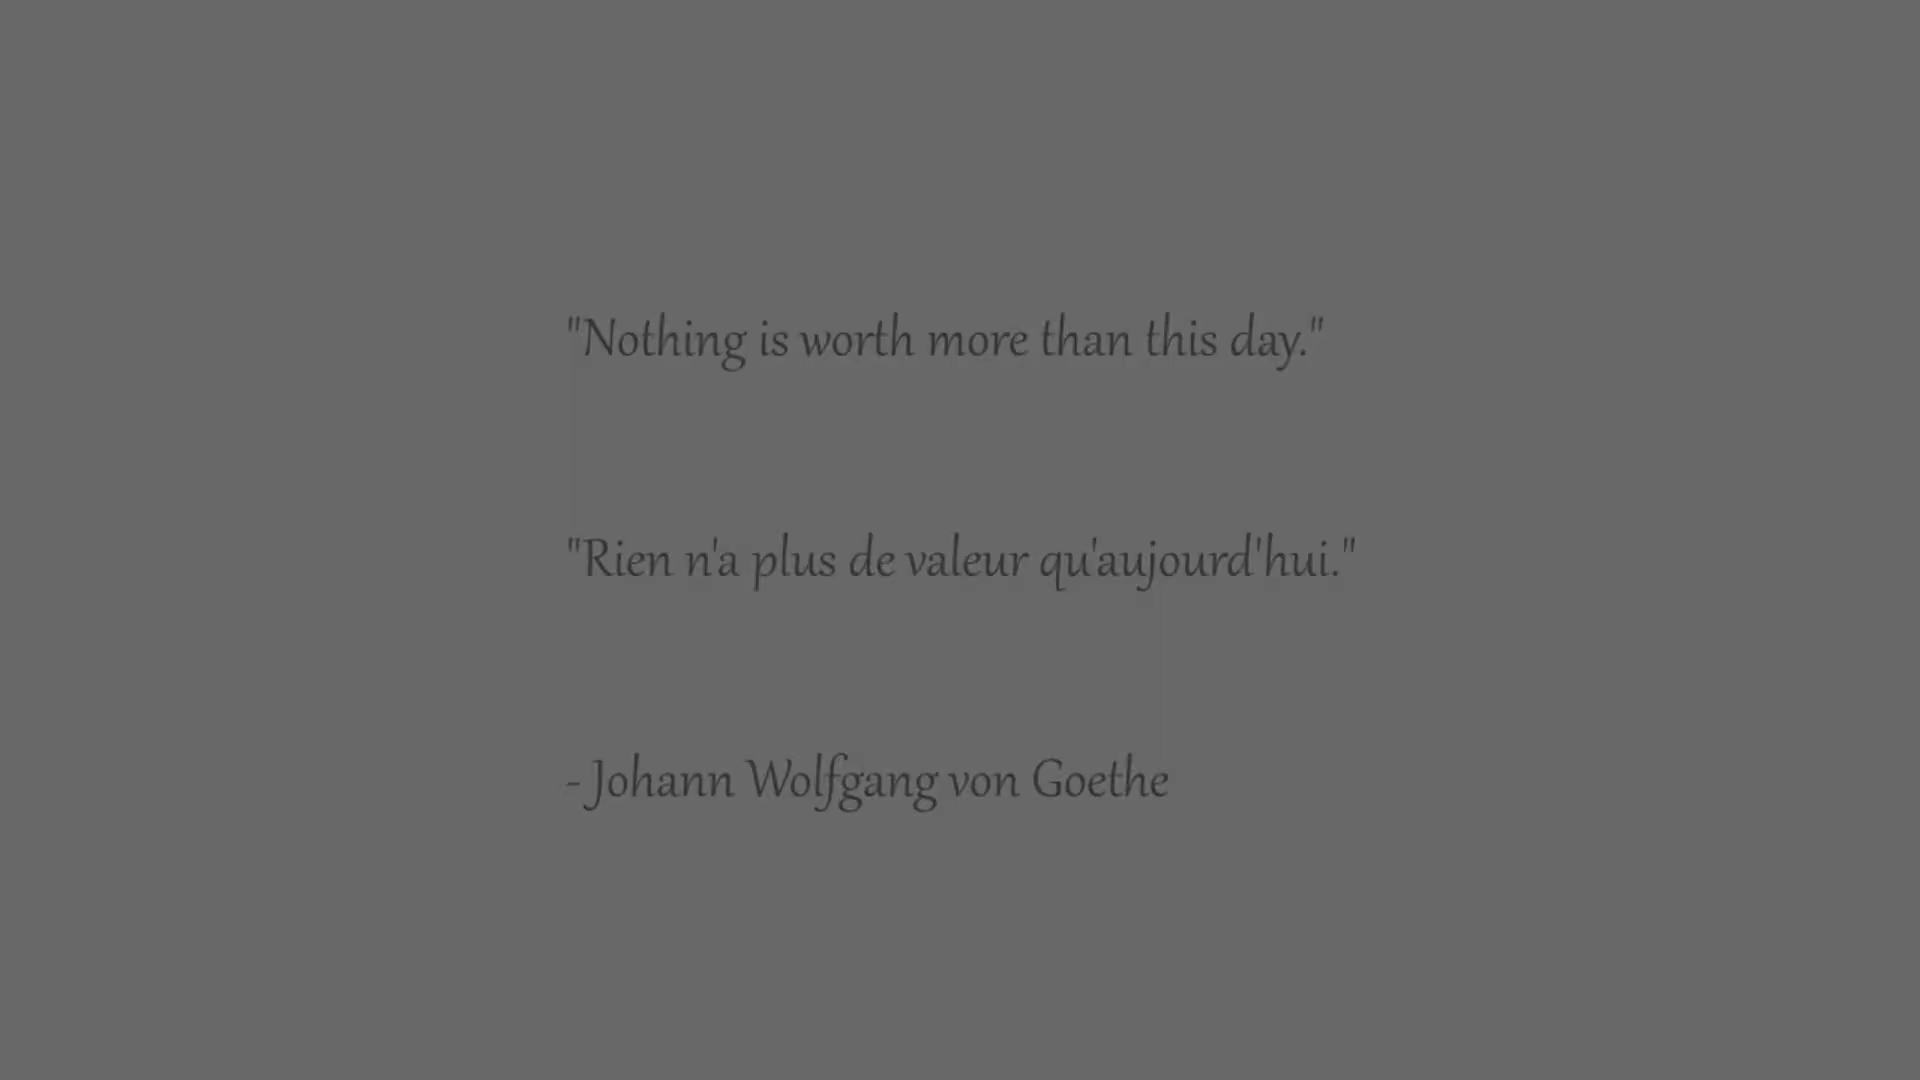 "Nothing is worth more than this day."
"Rien n'a plus de valeur qu'aujourd'hui."
- Johann Wolfgang von Goethe